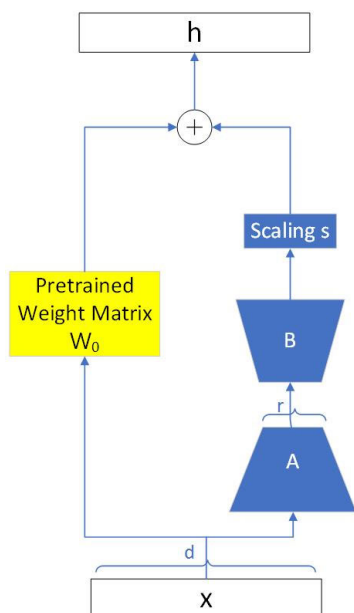 h
+
Scaling s
Pretrained
Weight Matrix
W₀
B
r
A
d
x